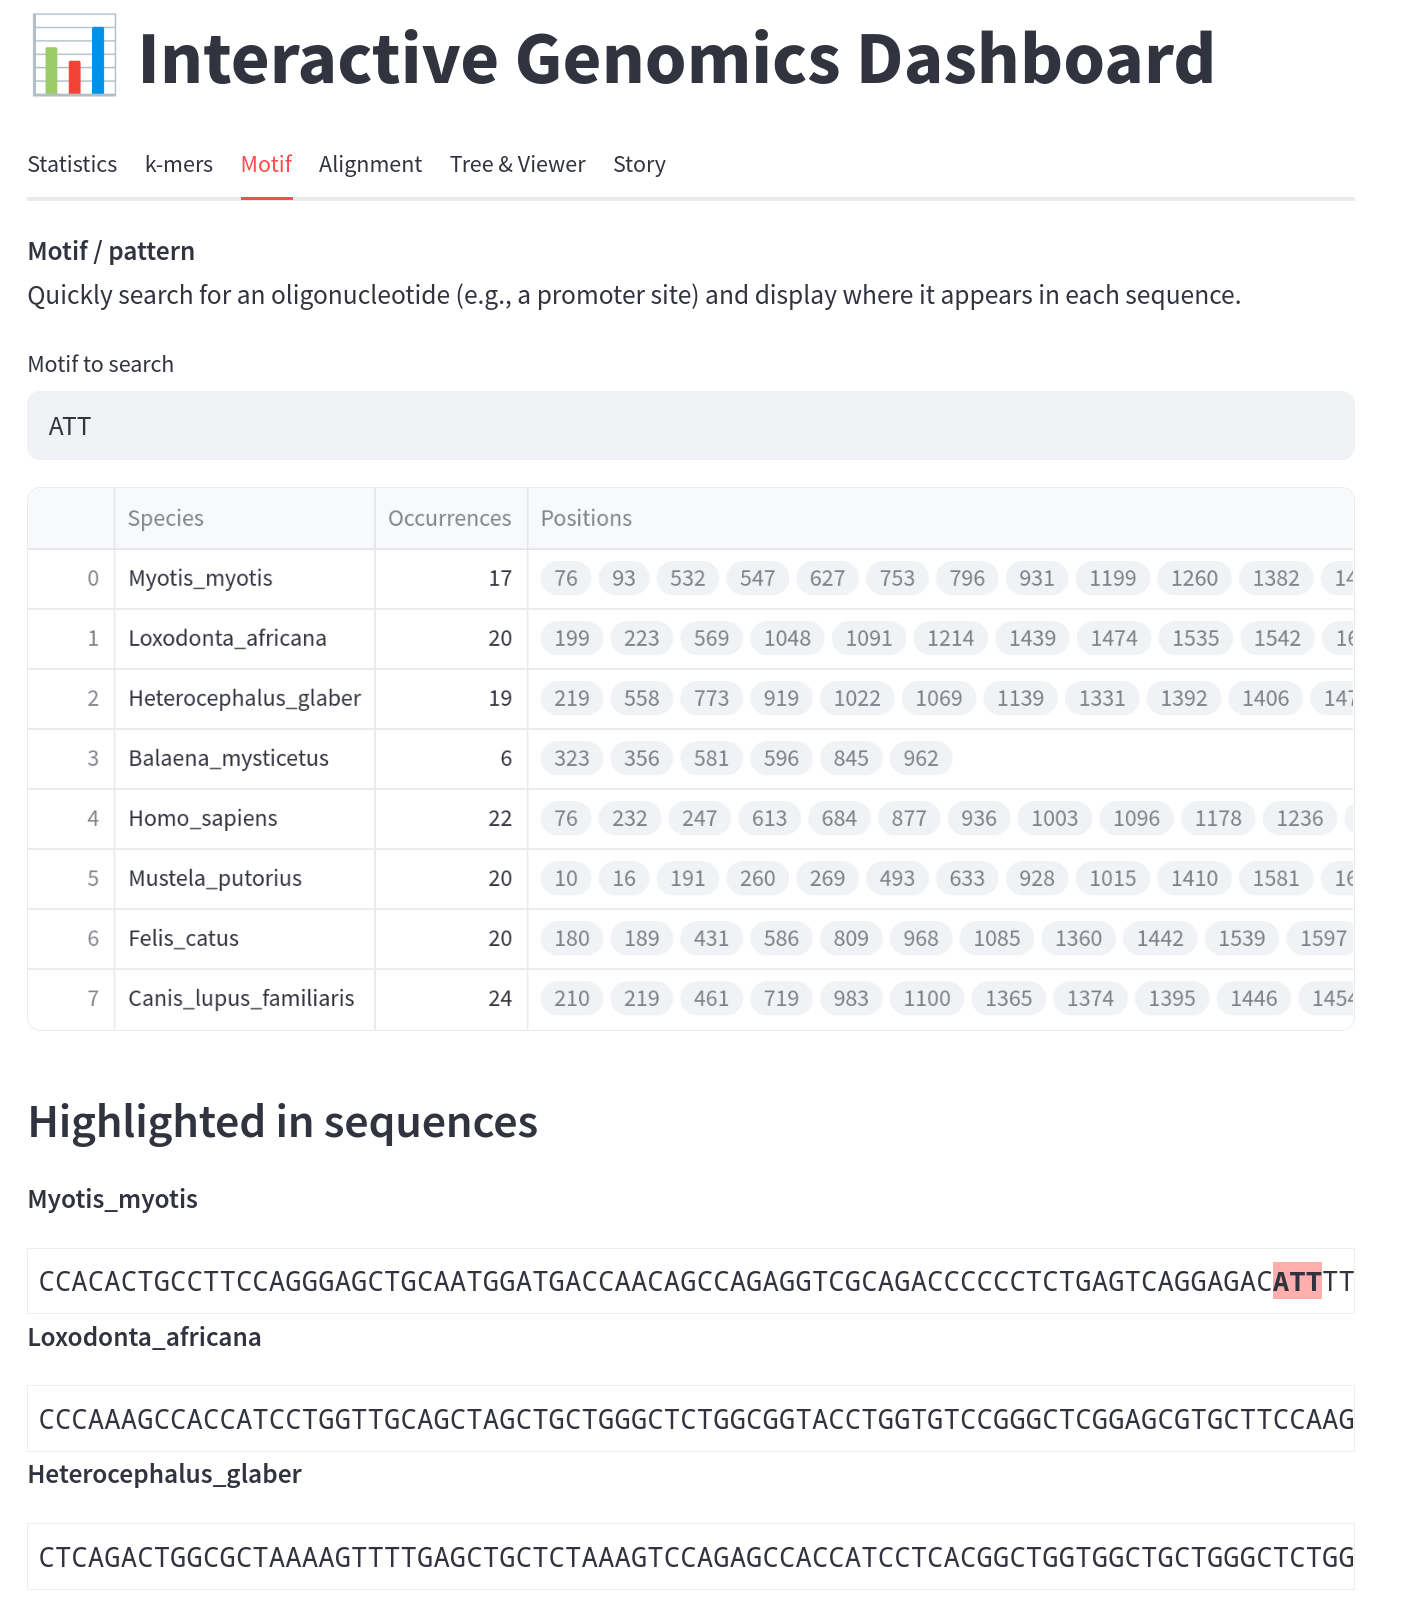 Interactive Genomics Dashboard
Statistics k-mers Motif Alignment Tree & Viewer Story
Motif / pattern
Quickly search for an oligonucleotide (e.g., a promoter site) and display where it appears in each sequence.
Motif to search
ATT
Species Occurrences Positions
0 Myotis_myotis 17 76 93 532 547 627 753 796 931 1199 1260 1382
1 Loxodonta_africana 20 199 223 569 1048 1091 1214 1439 1474 1535 1542
2 Heterocephalus_glaber 19 219 558 773 919 1022 1069 1139 1331 1392 1406
3 Balaena_mysticetus 6 323 356 581 596 845 962
4 Homo_sapiens 22 76 232 247 613 684 877 936 1003 1096 1178 1236
5 Mustela_putorius 20 10 16 191 260 269 493 633 928 1015 1410 1581
6 Felis_catus 20 180 189 431 586 809 968 1085 1360 1442 1539 1597
7 Canis_lupus_familiaris 24 210 219 461 719 983 1100 1365 1374 1395 1446 1454
Highlighted in sequences
Myotis_myotis
CCACACTGCCTTCCAGGGAGCTGCAATGGATGACCAACAGCCAGAGGTCGCAGACCCCCCTCTGAGTCAGGAGACATTTT
Loxodonta_africana
CCCAAAGCCACCATCCTGGTTGCAGCTAGCTGCTGGGCTCTGGCGGTACCTGGTGTCCGGGCTCGGAGCGTGCTTCCAAG
Heterocephalus_glaber
CTCAGACTGGCGCTAAAAGTTTTGAGCTGCTCTAAAGTCCAGAGCCACCATCCTCACGGCTGGTGGCTGCTGGGCTCTGG